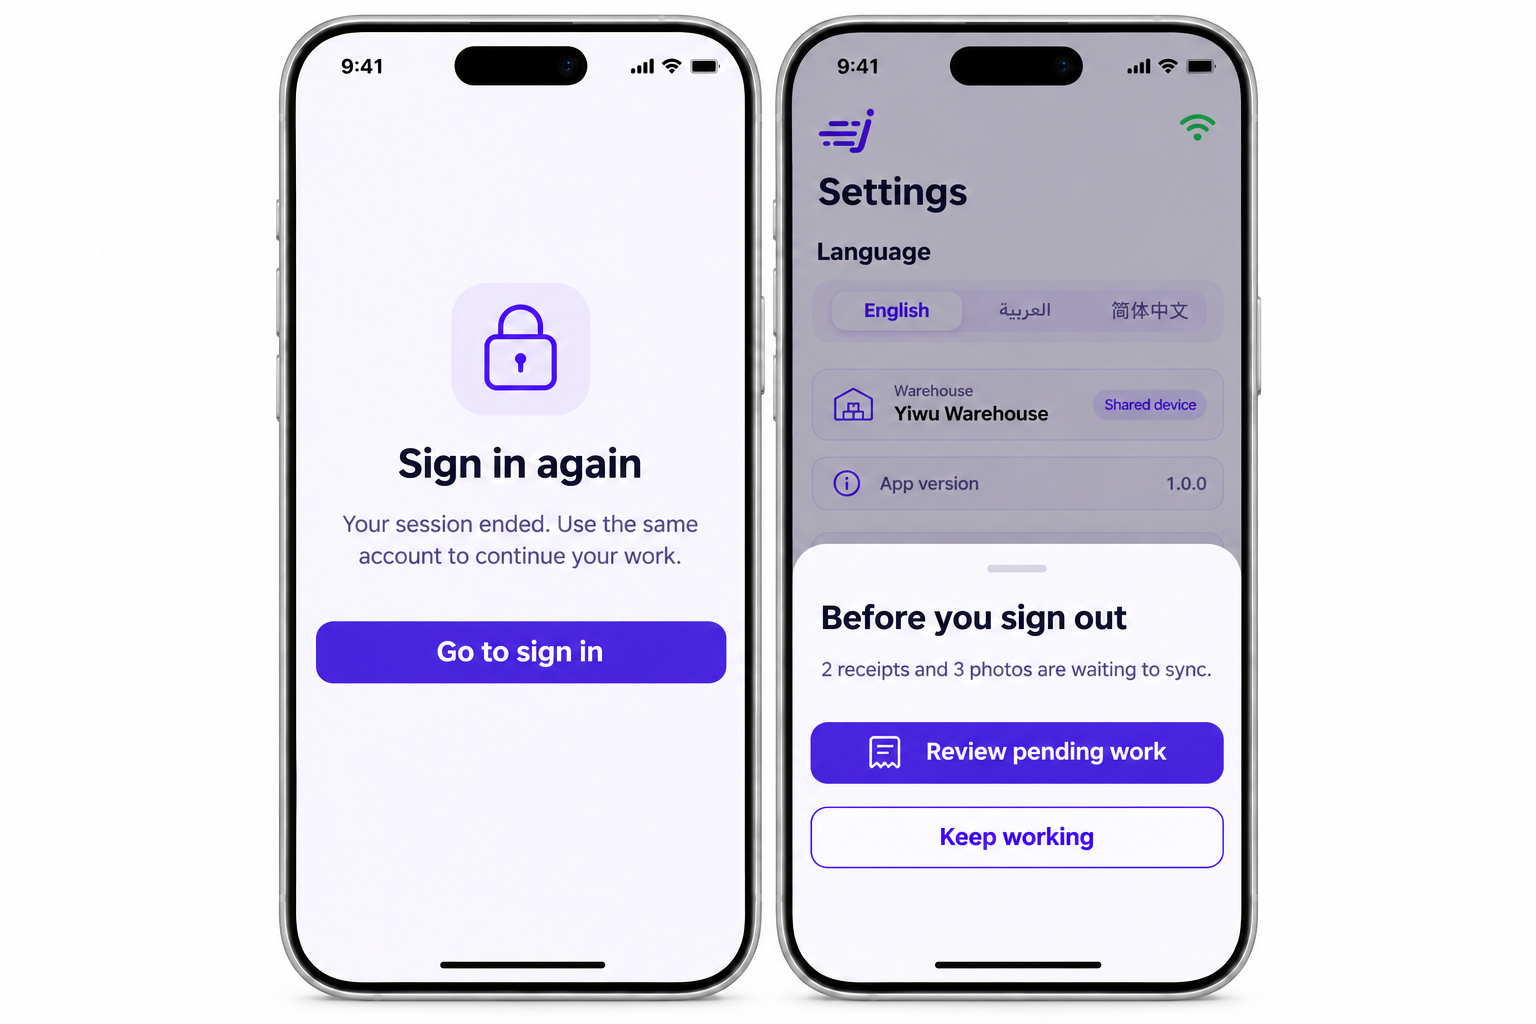 9:41
Sign in again
Your session ended. Use the same
account to continue your work.
Go to sign in
9:41
Settings
Language
English
العربية
简体中文
Warehouse
Yiwu Warehouse
Shared device
App version
1.0.0
Before you sign out
2 receipts and 3 photos are waiting to sync.
Review pending work
Keep working